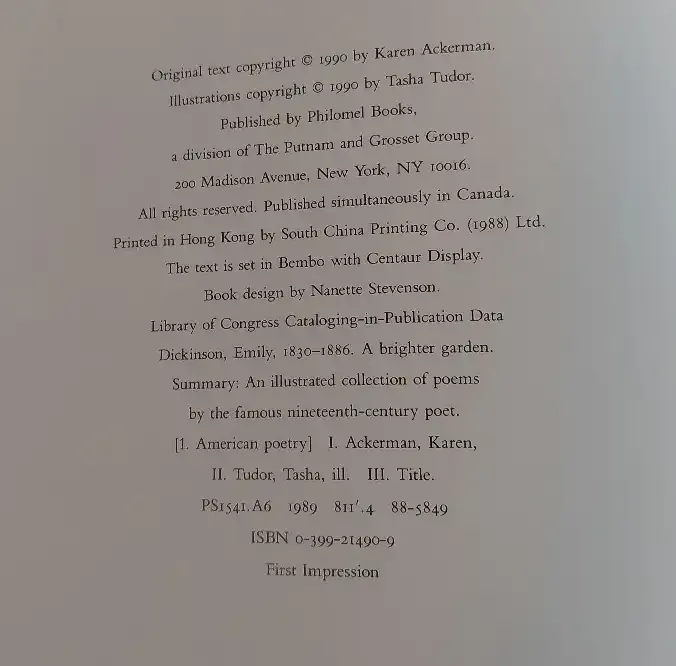 Original text copyright © 1990 by Karen Ackerman.
Illustrations copyright © 1990 by Tasha Tudor.
Published by Philomel Books,
a division of The Putnam and Grosset Group.
200 Madison Avenue, New York, NY 10016.
All rights reserved. Published simultaneously in Canada.
Printed in Hong Kong by South China Printing Co. (1988) Ltd.
The text is set in Bembo with Centaur Display.
Book design by Nanette Stevenson.
Library of Congress Cataloging-in-Publication Data
Dickinson, Emily, 1830–1886. A brighter garden.
Summary: An illustrated collection of poems
by the famous nineteenth-century poet.
[1. American poetry] I. Ackerman, Karen,
II. Tudor, Tasha, ill. III. Title.
PS1541.A6 1989 811'.4 88-5849
ISBN 0-399-21490-9
First Impression